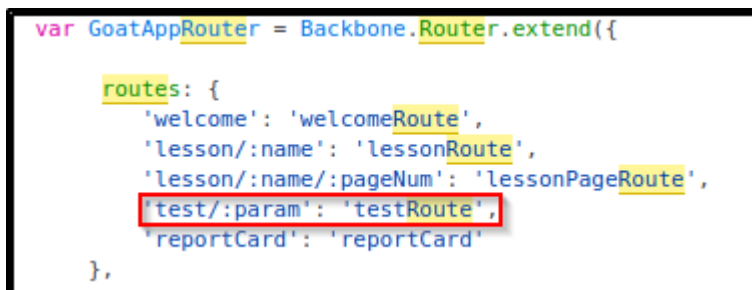 var GoatAppRouter = Backbone.Router.extend({
routes: {
'welcome': 'welcomeRoute',
'lesson/:name': 'lessonRoute',
'lesson/:name/:pageNum': 'lessonPageRoute',
'test/:param': 'testRoute',
'reportCard': 'reportCard'
},